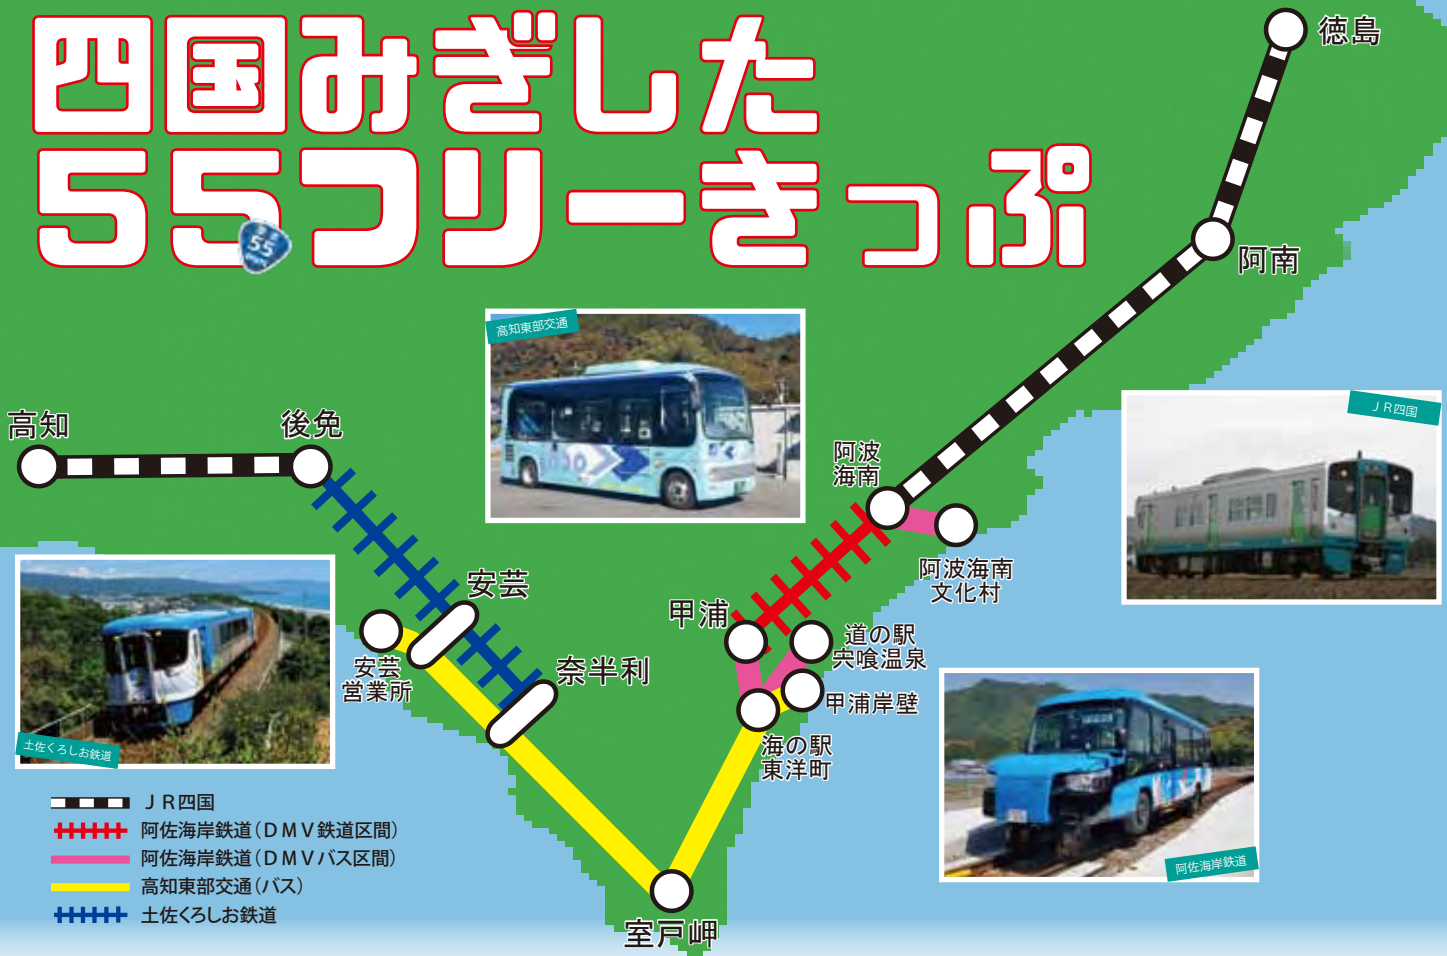 四国みぎした
55フリーきっぷ
55
徳島
阿南
高知東部交通
JR四国
高知
後免
阿波
海南
阿波海南
文化村
安芸
甲浦
道の駅
宍喰温泉
安芸
営業所
奈半利
甲浦岸壁
海の駅
東洋町
土佐くろしお鉄道
阿佐海岸鉄道
室戸岬
JR四国
阿佐海岸鉄道(DMV鉄道区間)
阿佐海岸鉄道(DMVバス区間)
高知東部交通(バス)
土佐くろしお鉄道